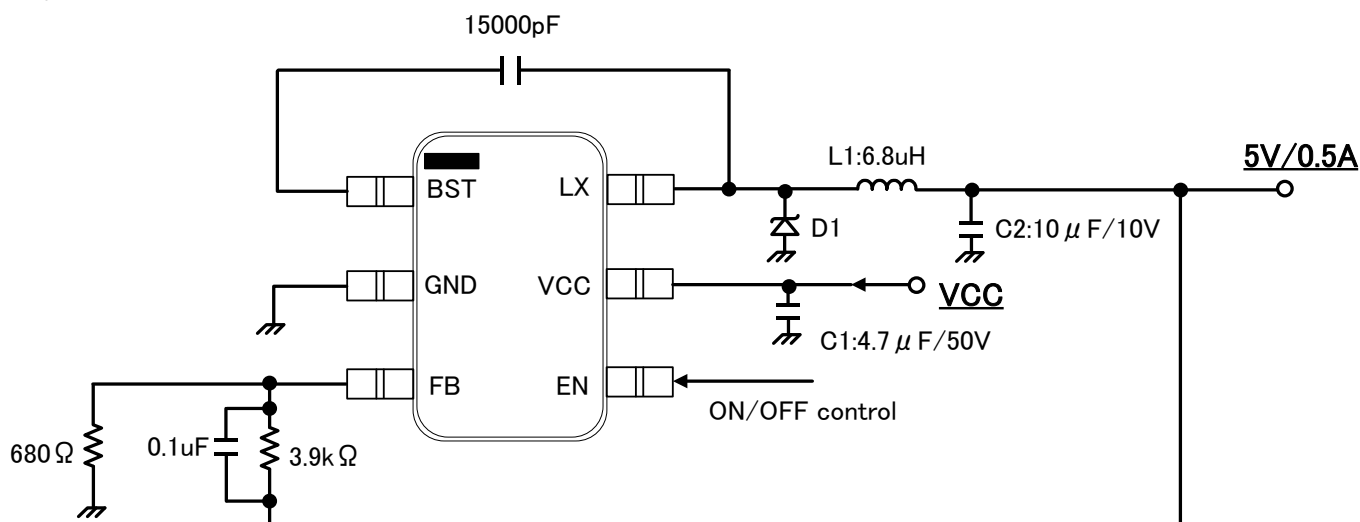 15000pF
L1:6.8uH
5V/0.5A
BST
LX
D1
C2:10μF/10V
GND
VCC
VCC
C1:4.7μF/50V
FB
EN
ON/OFF control
680Ω
0.1uF
3.9kΩ